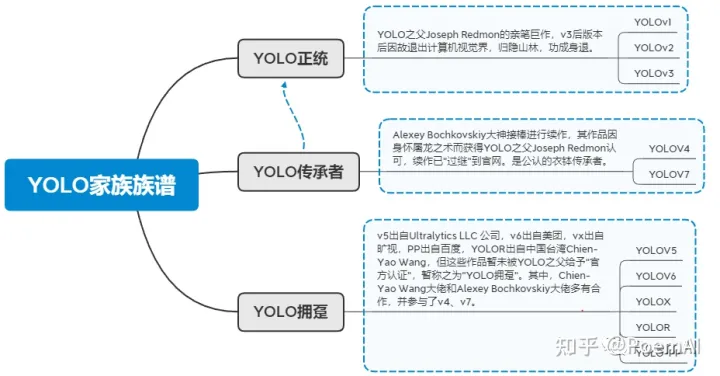 YOLO家族族谱
YOLO正统
YOLO之父Joseph Redmon的亲笔巨作，v3后版本
后因故退出计算机视觉界，归隐山林，功成身退。
YOLOv1
YOLOv2
YOLOv3
YOLO传承者
Alexey Bochkovskiy大神接棒进行续作，其作品因
身怀屠龙之术而获得YOLO之父Joseph Redmon认
可，续作已“过继”到官网。是公认的衣钵传承者。
YOLOV4
YOLOV7
YOLO拥趸
v5出自Ultralytics LLC 公司，v6出自美团，vx出自
旷视，PP出自百度，YOLOR出自中国台湾Chien-
Yao Wang，但这些作品暂未被YOLO之父给予“官
方认证”，暂称之为“YOLO拥趸”。其中，Chien-
Yao Wang大佬和Alexey Bochkovskiy大佬多有合
作，并参与了v4、v7。
YOLOV5
YOLOV6
YOLOX
YOLOR
知乎 @PoemAI